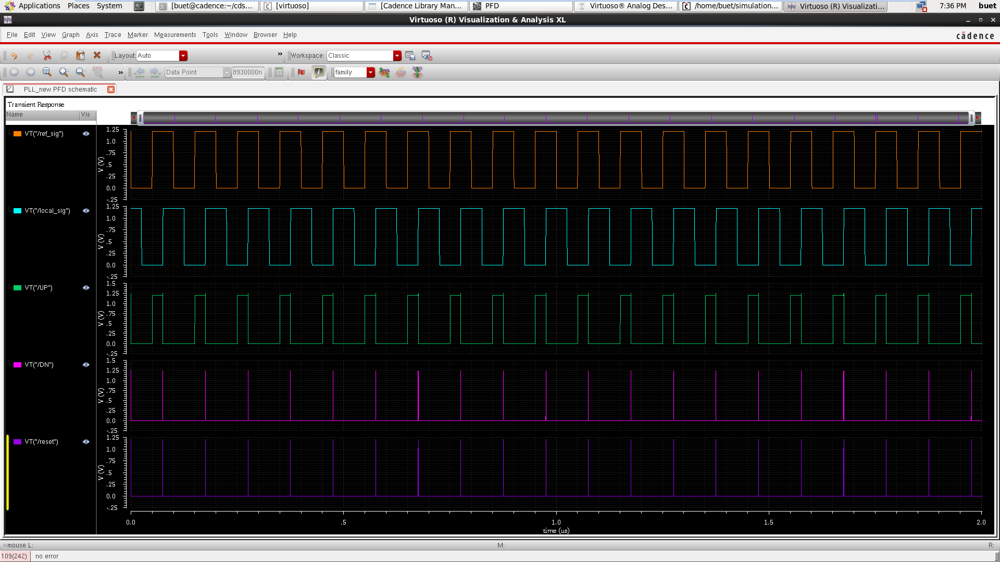 Applications Places System [buet@cadence:~/cds... [virtuoso] [Cadence Library Man... PFD Virtuoso® Analog Des... /home/buet/simulation... Virtuoso (R) Visualizati... 7:36 PM buet
Virtuoso (R) Visualization & Analysis XL
File Edit View Graph Axis Trace Marker Measurements Tools Window Browser Help cādence
Layout: Auto » Workspace: Classic
» Data Point 8930000n family
PLL_new PFD schematic
Transient Response
Name Vis
VT("/ref_sig")
1.25
1.0
.75
.5
.25
0.0
-.25
V (V)
VT("/local_sig")
1.25
1.0
.75
.5
.25
0.0
-.25
V (V)
VT("/UP")
1.5
1.25
1.0
.75
.5
.25
0.0
-.25
V (V)
VT("/DN")
1.5
1.25
1.0
.75
.5
.25
0.0
-.25
V (V)
VT("/reset")
1.25
1.0
.75
.5
.25
0.0
-.25
V (V)
0.0 .5 1.0 1.5 2.0
time (us)
mouse L: M: R:
109(242) no error